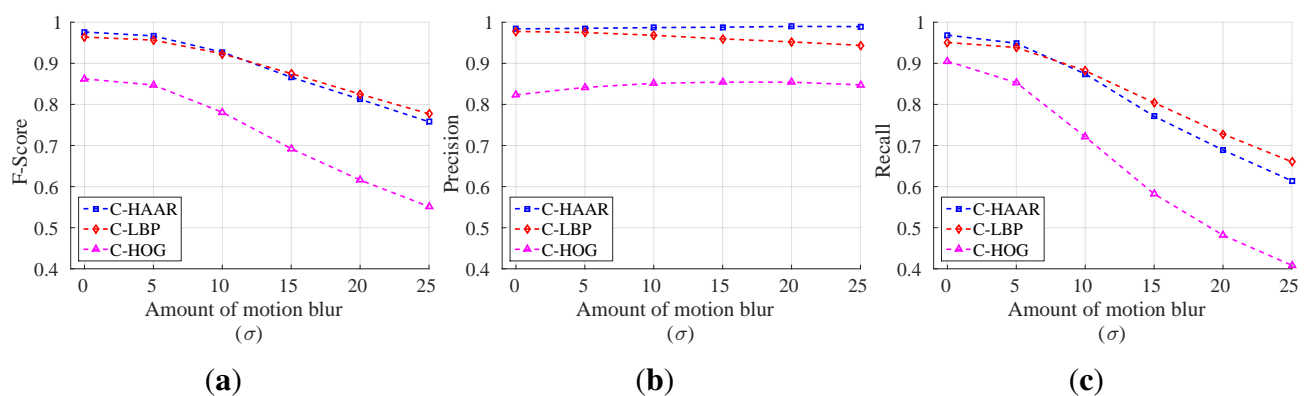 1
0.9
0.8
0.7
0.6
0.5
0.4
F-Score
C-HAAR
C-LBP
C-HOG
0 5 10 15 20 25
Amount of motion blur
(σ)
(a)
1
0.9
0.8
0.7
0.6
0.5
0.4
Precision
C-HAAR
C-LBP
C-HOG
0 5 10 15 20 25
Amount of motion blur
(σ)
(b)
1
0.9
0.8
0.7
0.6
0.5
0.4
Recall
C-HAAR
C-LBP
C-HOG
0 5 10 15 20 25
Amount of motion blur
(σ)
(c)